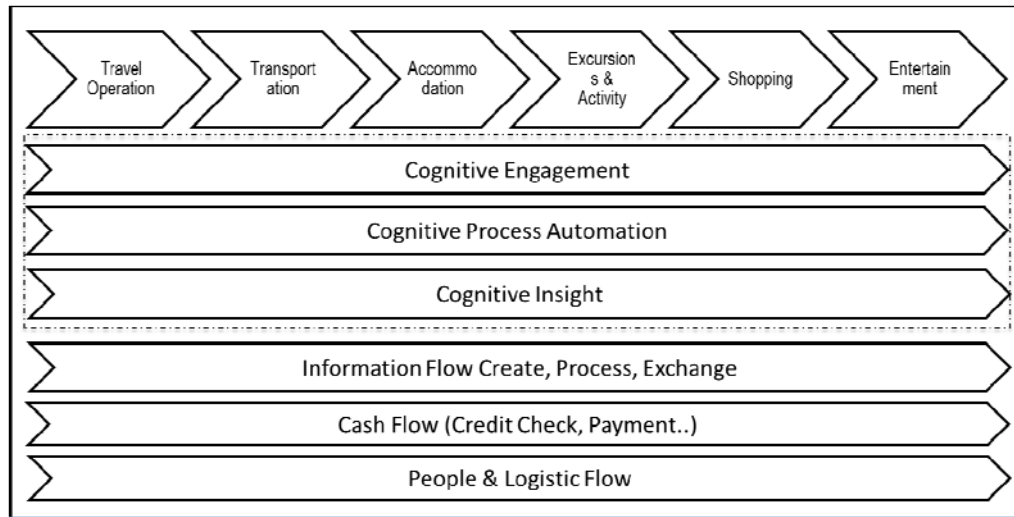 Travel
Operation
Transport
ation
Accommo
dation
Excursion
s &
Activity
Shopping
Entertain
ment
Cognitive Engagement
Cognitive Process Automation
Cognitive Insight
Information Flow Create, Process, Exchange
Cash Flow (Credit Check, Payment..)
People & Logistic Flow